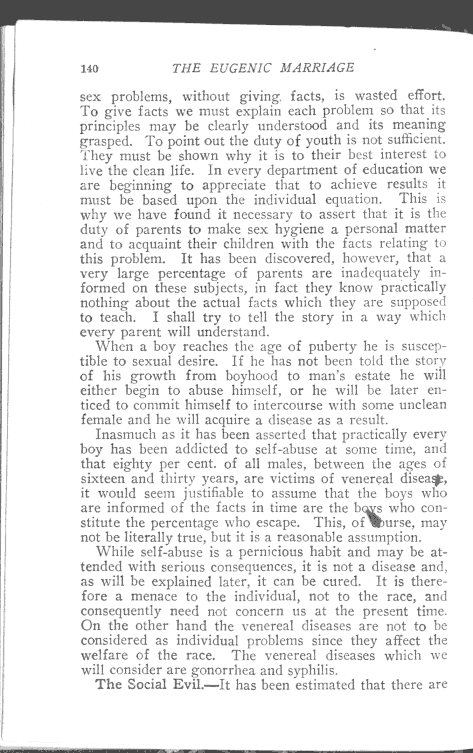 140 THE EUGENIC MARRIAGE
sex problems, without giving facts, is wasted effort.
To give facts we must explain each problem so that its
principles may be clearly understood and its meaning
grasped. To point out the duty of youth is not sufficient.
They must be shown why it is to their best interest to
live the clean life. In every department of education we
are beginning to appreciate that to achieve results it
must be based upon the individual equation. This is
why we have found it necessary to assert that it is the
duty of parents to make sex hygiene a personal matter
and to acquaint their children with the facts relating to
this problem. It has been discovered, however, that a
very large percentage of parents are inadequately in-
formed on these subjects, in fact they know practically
nothing about the actual facts which they are supposed
to teach. I shall try to tell the story in a way which
every parent will understand.
When a boy reaches the age of puberty he is suscep-
tible to sexual desire. If he has not been told the story
of his growth from boyhood to man's estate he will
either begin to abuse himself, or he will be later en-
ticed to commit himself to intercourse with some unclean
female and he will acquire a disease as a result.
Inasmuch as it has been asserted that practically every
boy has been addicted to self-abuse at some time, and
that eighty per cent. of all males, between the ages of
sixteen and thirty years, are victims of venereal disease,
it would seem justifiable to assume that the boys who
are informed of the facts in time are the boys who con-
stitute the percentage who escape. This, of course, may
not be literally true, but it is a reasonable assumption.
While self-abuse is a pernicious habit and may be at-
tended with serious consequences, it is not a disease and,
as will be explained later, it can be cured. It is there-
fore a menace to the individual, not to the race, and
consequently need not concern us at the present time.
On the other hand the venereal diseases are not to be
considered as individual problems since they affect the
welfare of the race. The venereal diseases which we
will consider are gonorrhea and syphilis.
The Social Evil.—It has been estimated that there are